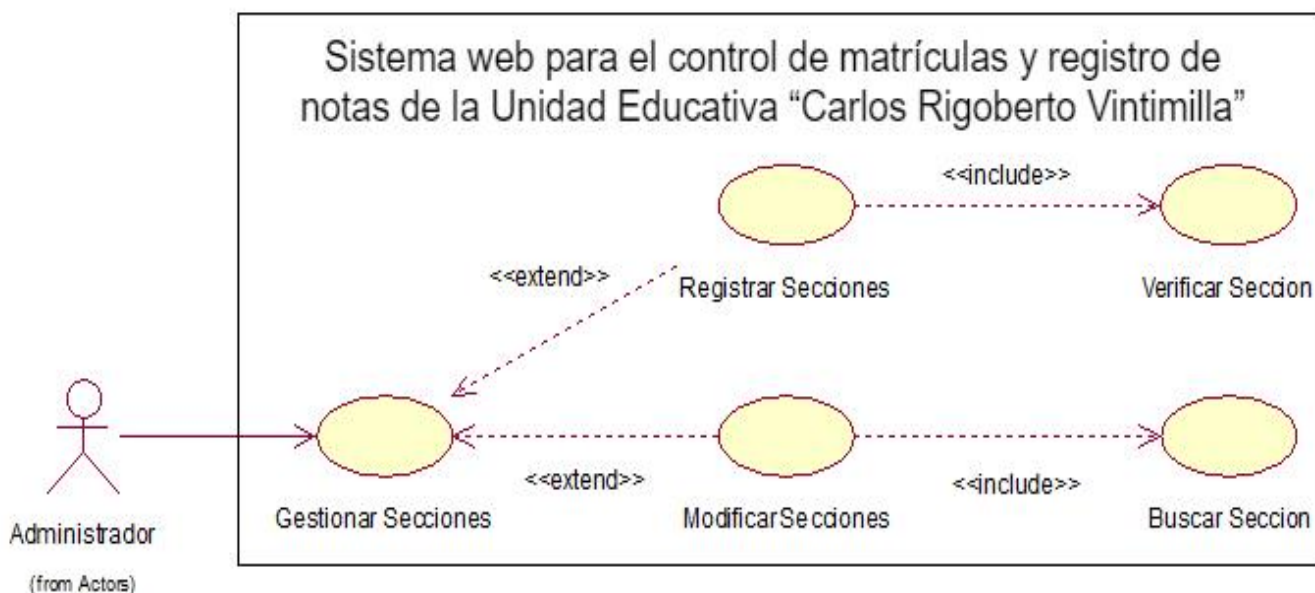 Sistema web para el control de matrículas y registro de
notas de la Unidad Educativa “Carlos Rigoberto Vintimilla”
<<include>>
<<extend>>
Registrar Secciones
Verificar Seccion
<<extend>>
<<include>>
Gestionar Secciones
ModificarSecciones
Buscar Seccion
Administrador
(from Actors)